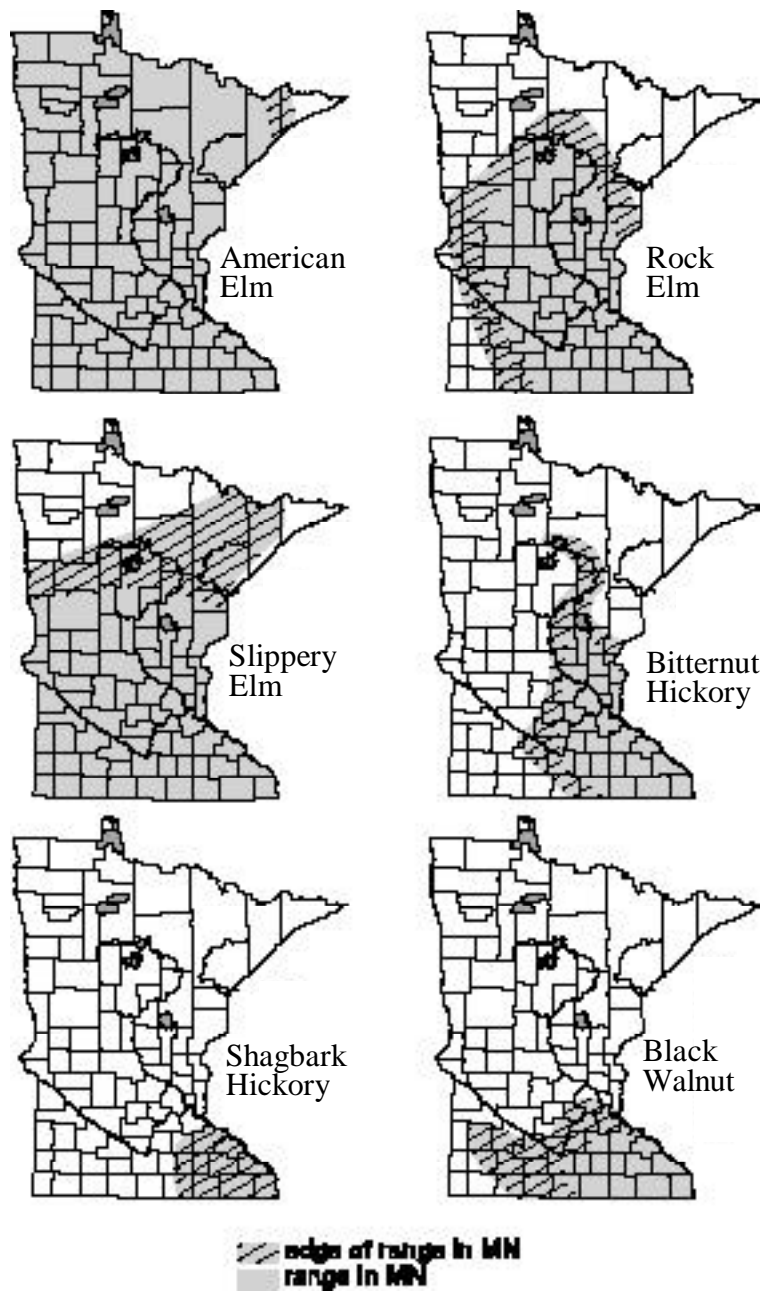 American
Elm
Rock
Elm
Slippery
Elm
Bitternut
Hickory
Shagbark
Hickory
Black
Walnut
edge of range in MN
range in MN